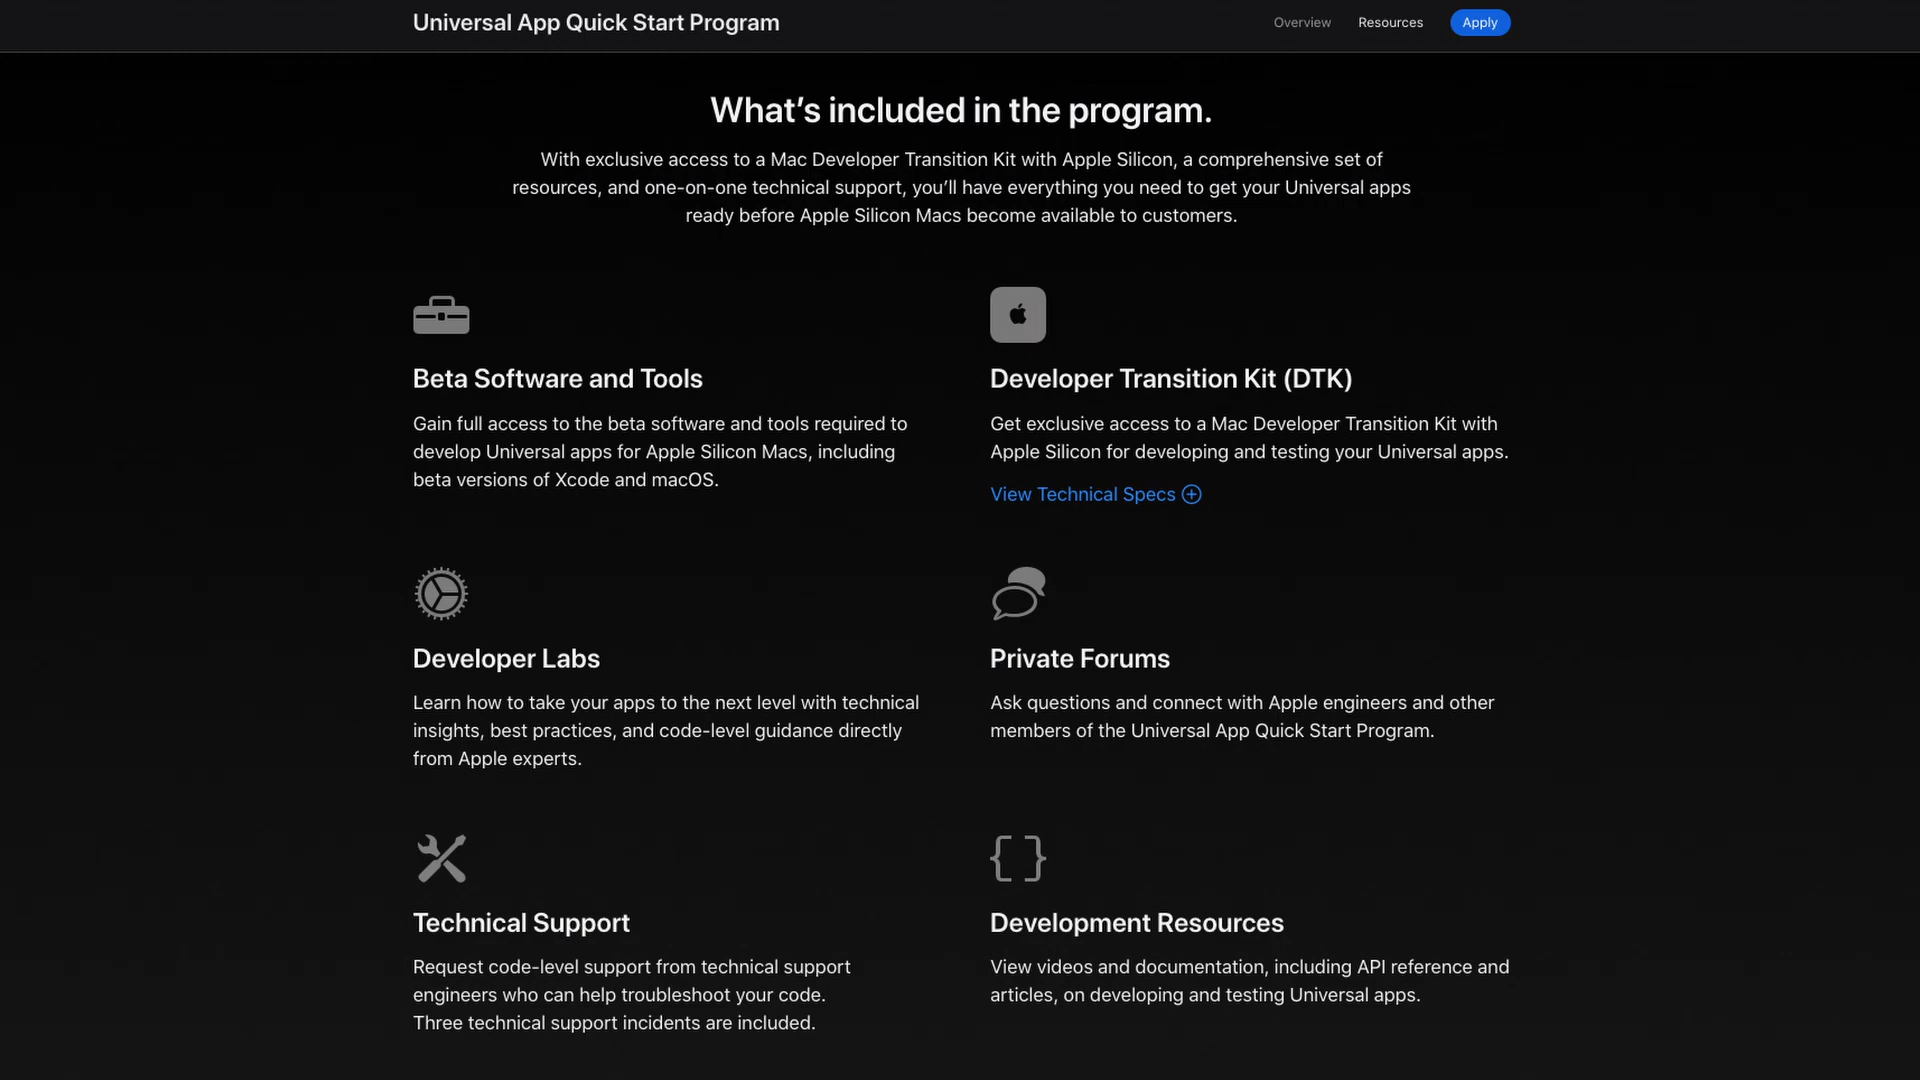 Universal App Quick Start Program
Overview
Resources
Apply
What’s included in the program.
With exclusive access to a Mac Developer Transition Kit with Apple Silicon, a comprehensive set of
resources, and one-on-one technical support, you’ll have everything you need to get your Universal apps
ready before Apple Silicon Macs become available to customers.
Beta Software and Tools
Gain full access to the beta software and tools required to
develop Universal apps for Apple Silicon Macs, including
beta versions of Xcode and macOS.
Developer Transition Kit (DTK)
Get exclusive access to a Mac Developer Transition Kit with
Apple Silicon for developing and testing your Universal apps.
View Technical Specs
Developer Labs
Learn how to take your apps to the next level with technical
insights, best practices, and code-level guidance directly
from Apple experts.
Private Forums
Ask questions and connect with Apple engineers and other
members of the Universal App Quick Start Program.
Technical Support
Request code-level support from technical support
engineers who can help troubleshoot your code.
Three technical support incidents are included.
{ }
Development Resources
View videos and documentation, including API reference and
articles, on developing and testing Universal apps.